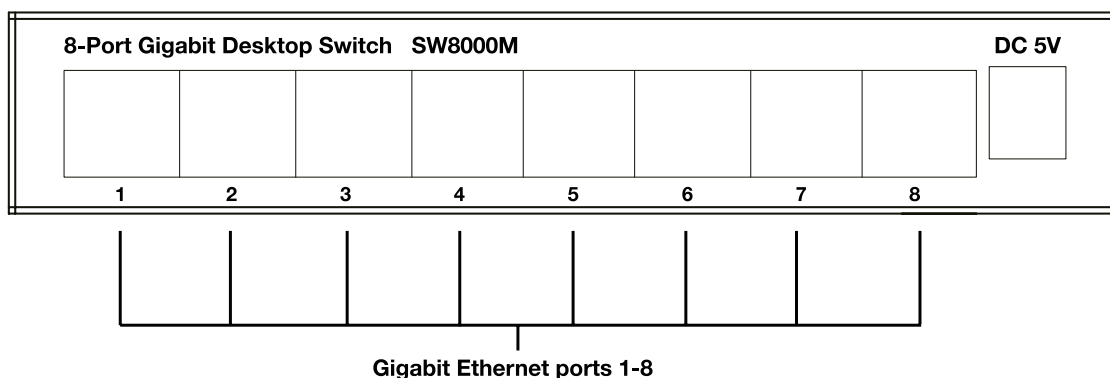 8-Port Gigabit Desktop Switch SW8000M
DC 5V
1 2 3 4 5 6 7 8
Gigabit Ethernet ports 1-8